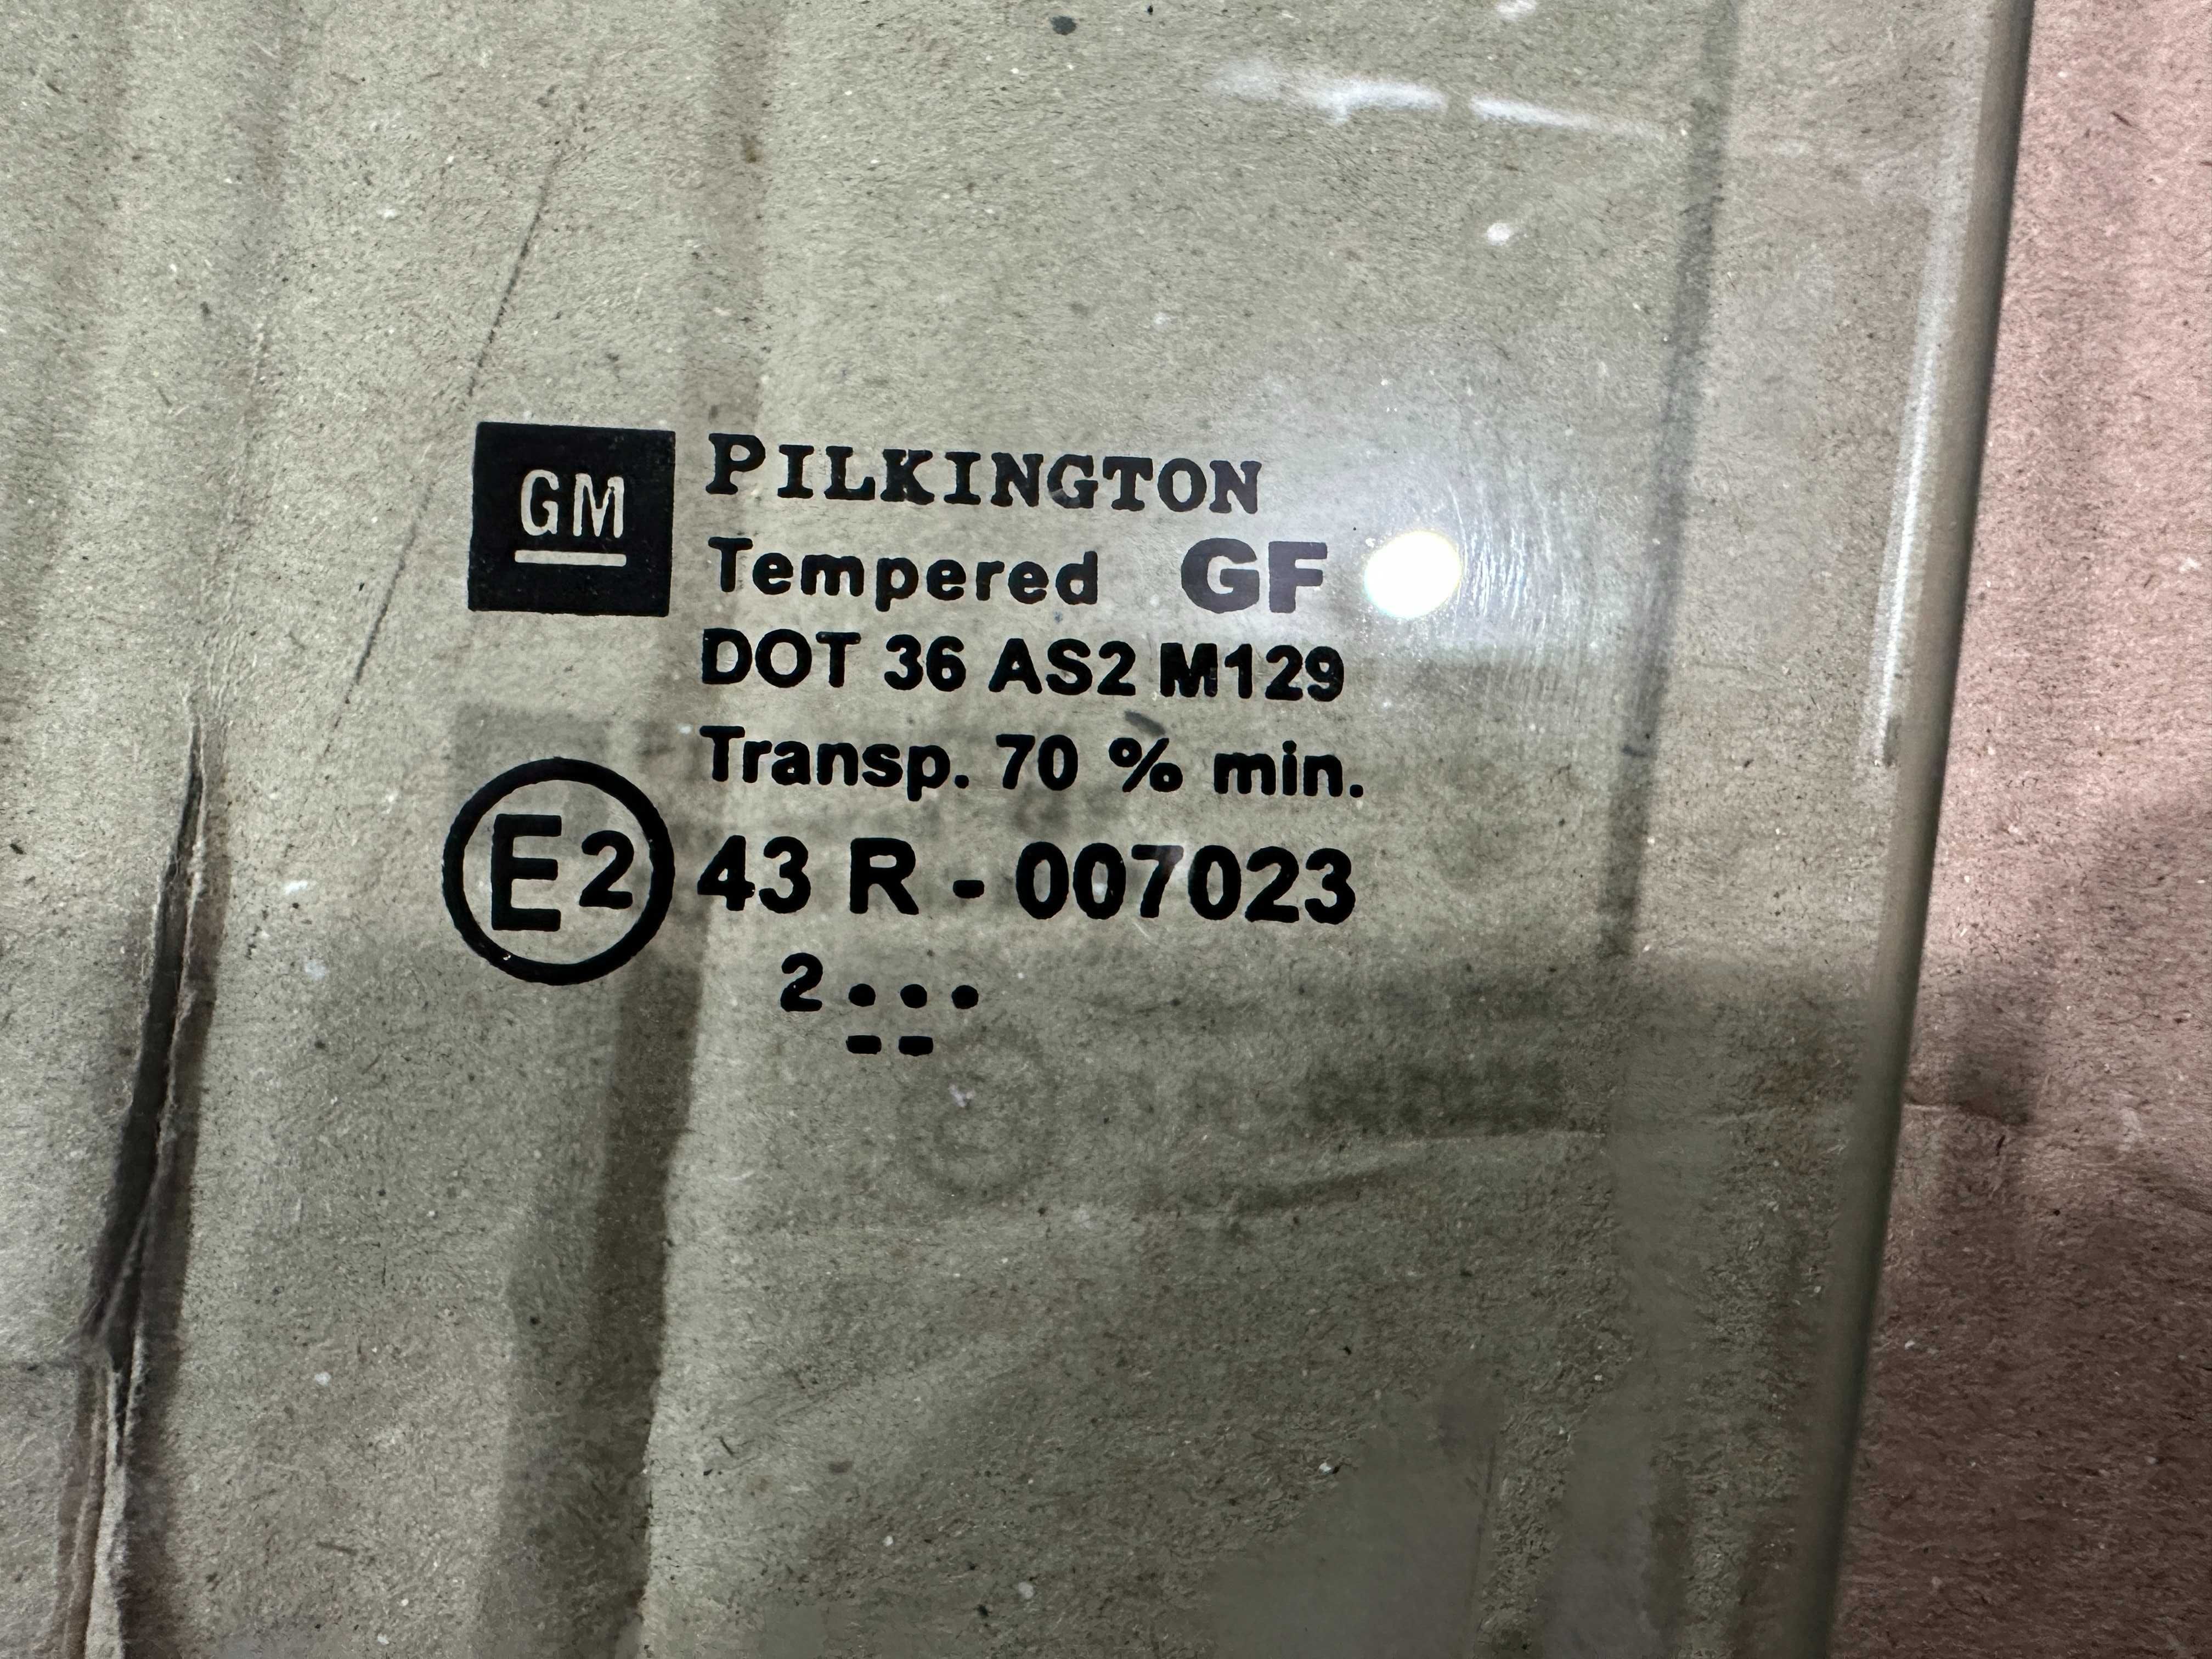 GM
PILKINGTON
Tempered GF
DOT 36 AS2 M129
Transp. 70 % min.
E2 43 R - 007023
2 • • •
- -